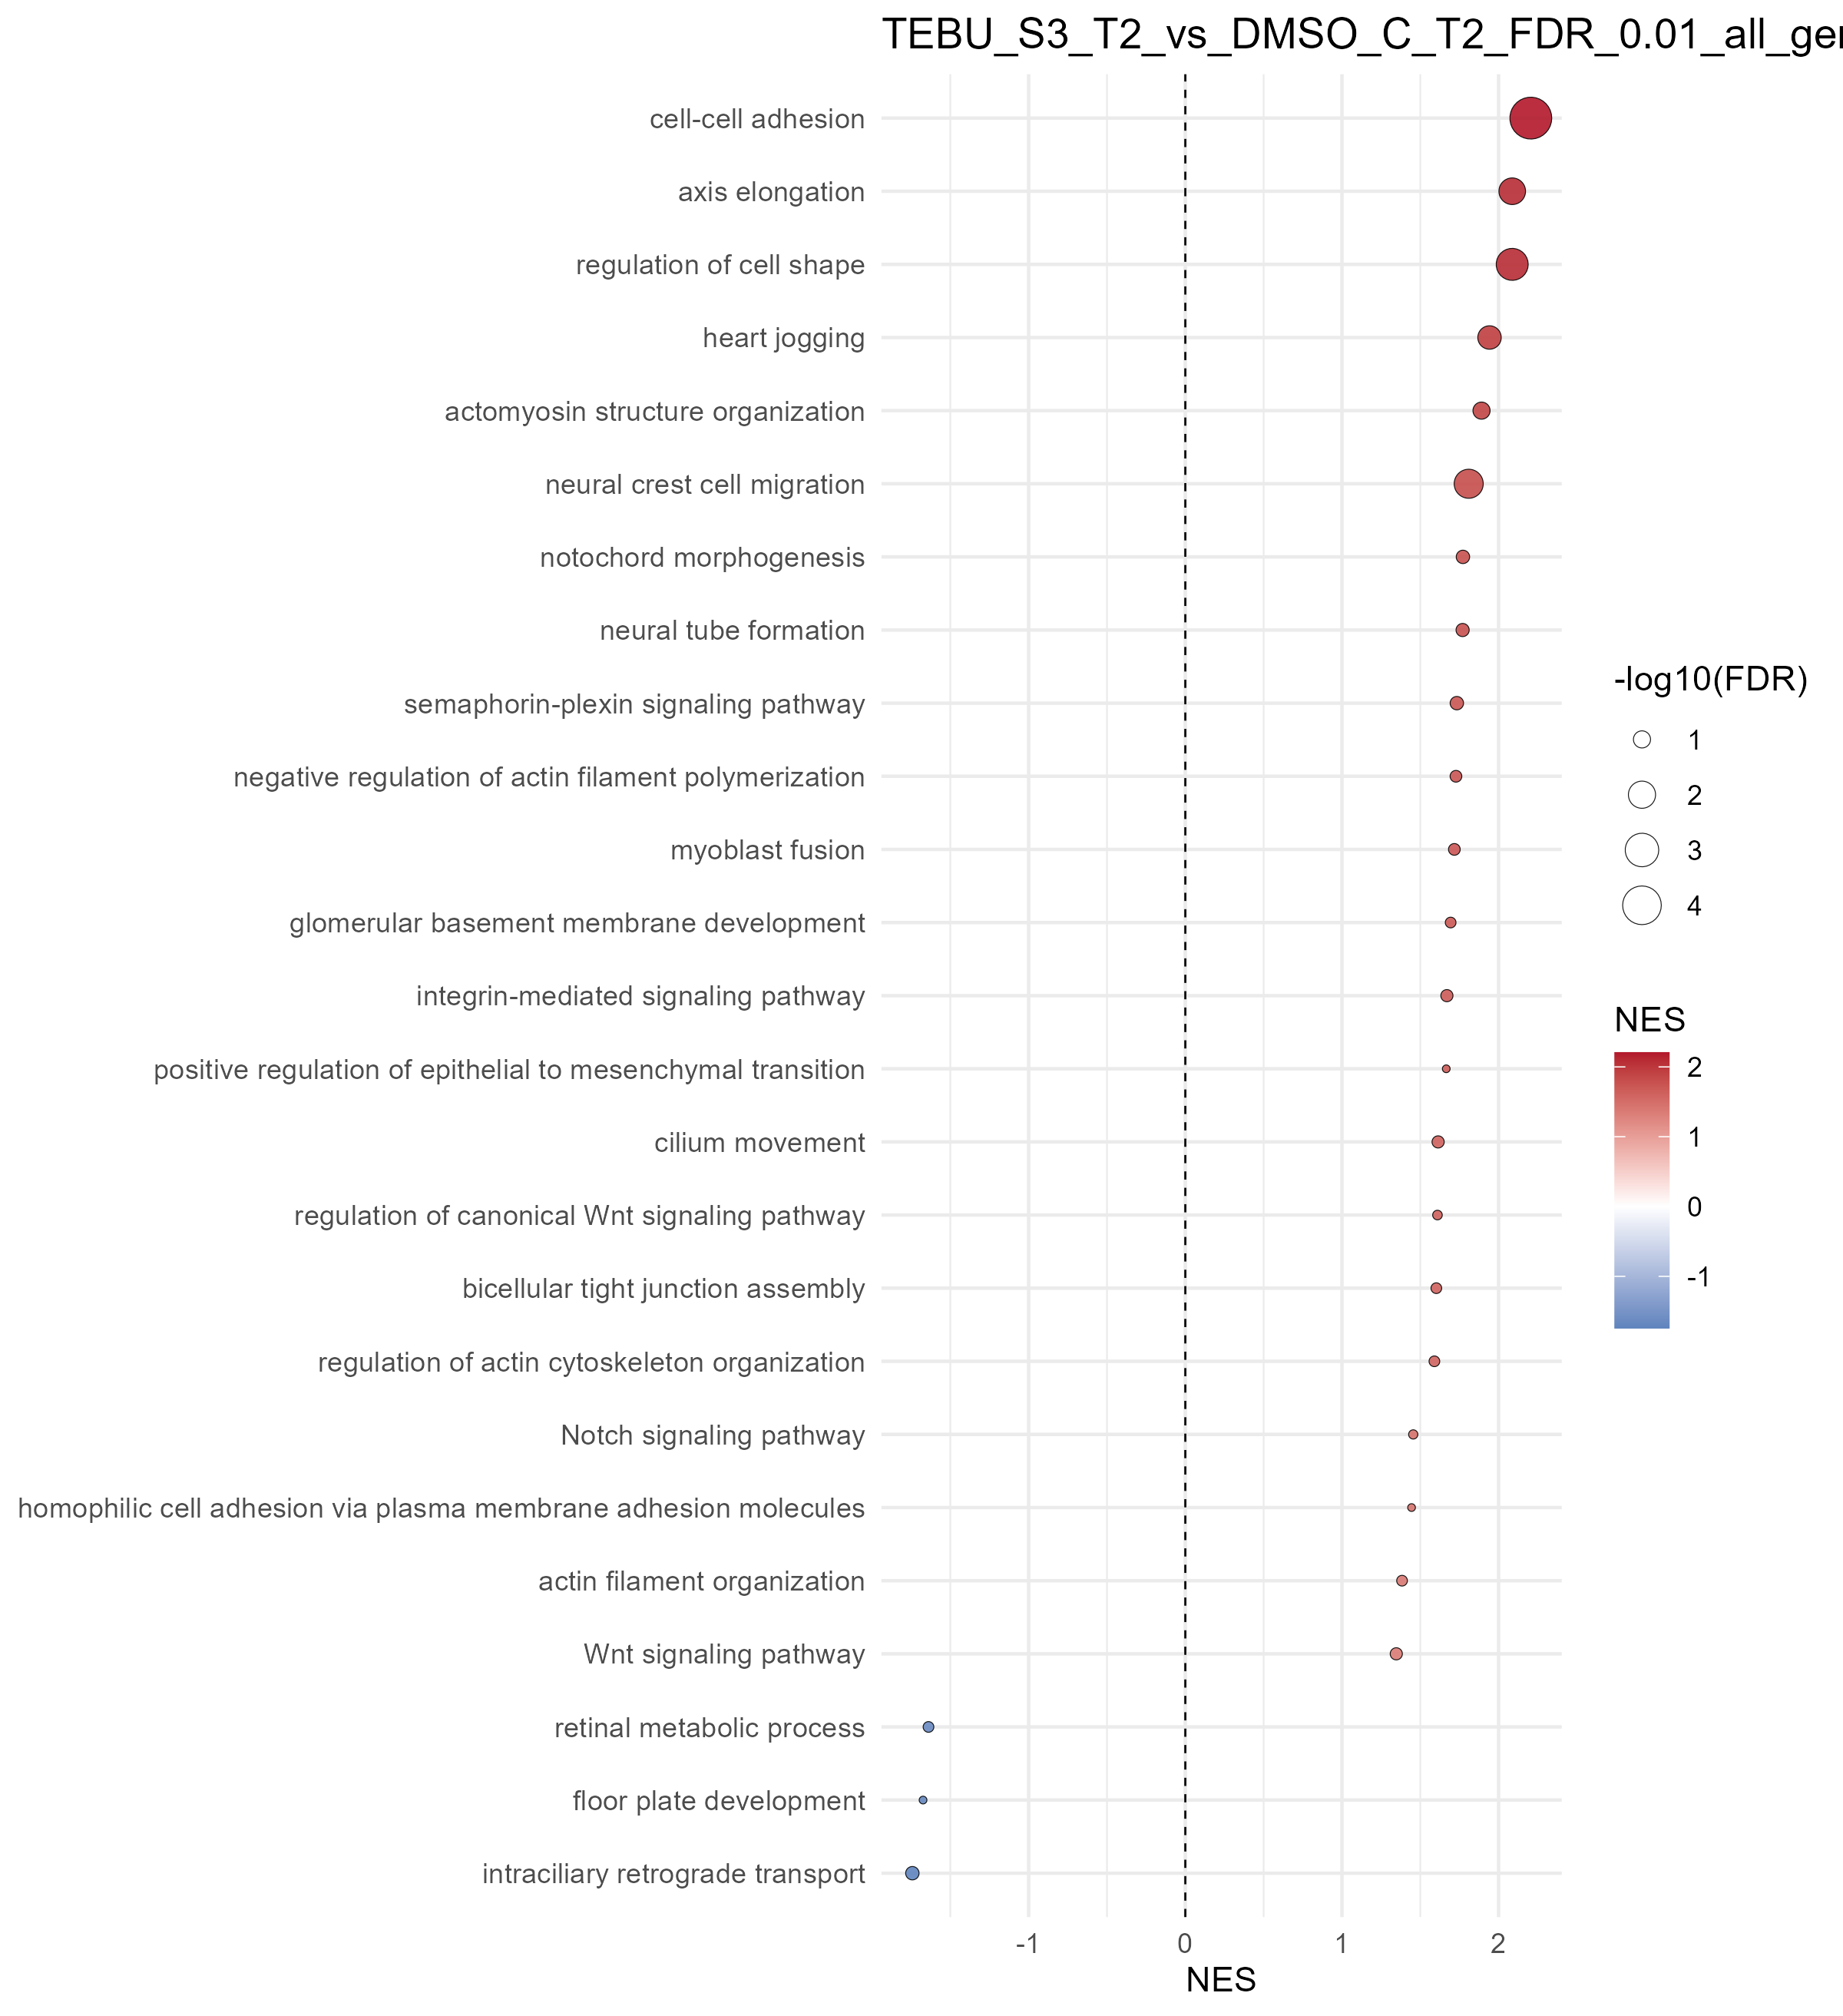 TEBU_S3_T2_vs_DMSO_C_T2_FDR_0.01_all_ge
cell-cell adhesion
axis elongation
regulation of cell shape
heart jogging
actomyosin structure organization
neural crest cell migration
notochord morphogenesis
neural tube formation
semaphorin-plexin signaling pathway
negative regulation of actin filament polymerization
myoblast fusion
glomerular basement membrane development
integrin-mediated signaling pathway
positive regulation of epithelial to mesenchymal transition
cilium movement
regulation of canonical Wnt signaling pathway
bicellular tight junction assembly
regulation of actin cytoskeleton organization
Notch signaling pathway
homophilic cell adhesion via plasma membrane adhesion molecules
actin filament organization
Wnt signaling pathway
retinal metabolic process
floor plate development
intraciliary retrograde transport
-1 0 1 2
NES
-log10(FDR)
1
2
3
4
NES
2
1
0
-1